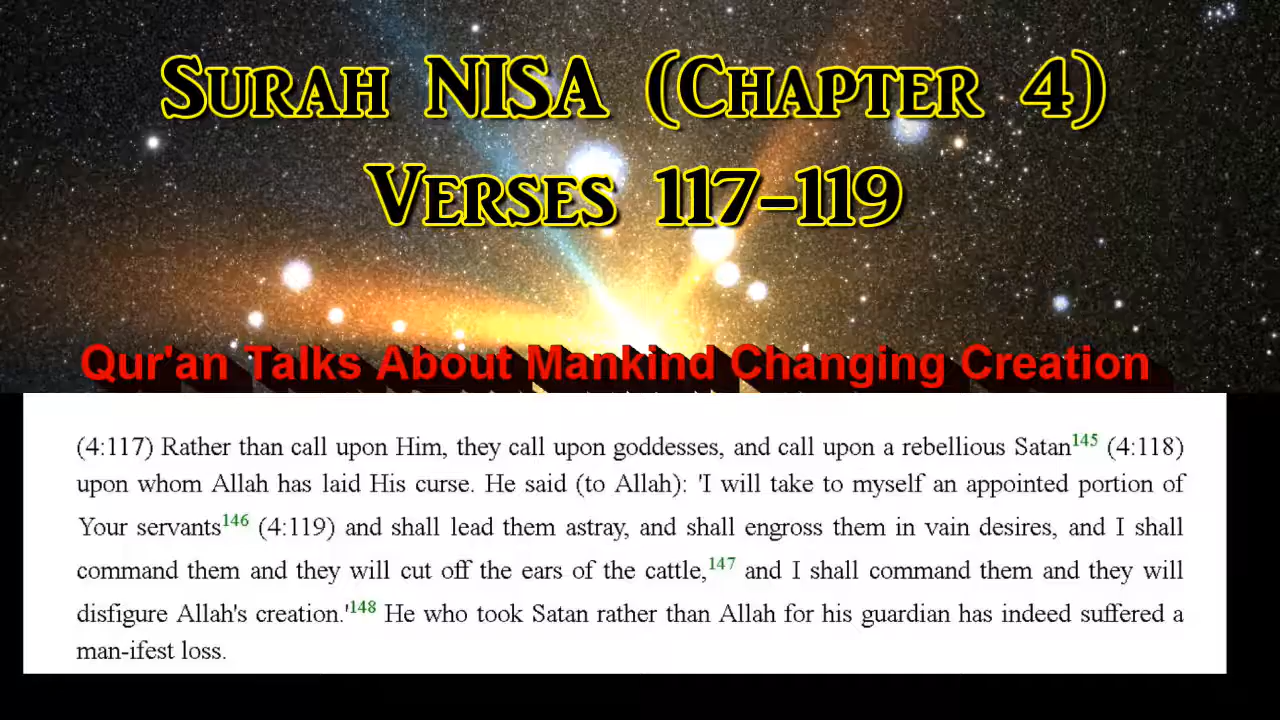 SURAH NISA (CHAPTER 4)
VERSES 117-119
Qur'an Talks About Mankind Changing Creation
(4:117) Rather than call upon Him, they call upon goddesses, and call upon a rebellious Satan145 (4:118)
upon whom Allah has laid His curse. He said (to Allah): 'I will take to myself an appointed portion of
Your servants146 (4:119) and shall lead them astray, and shall engross them in vain desires, and I shall
command them and they will cut off the ears of the cattle,147 and I shall command them and they will
disfigure Allah's creation.'148 He who took Satan rather than Allah for his guardian has indeed suffered a
man-ifest loss.